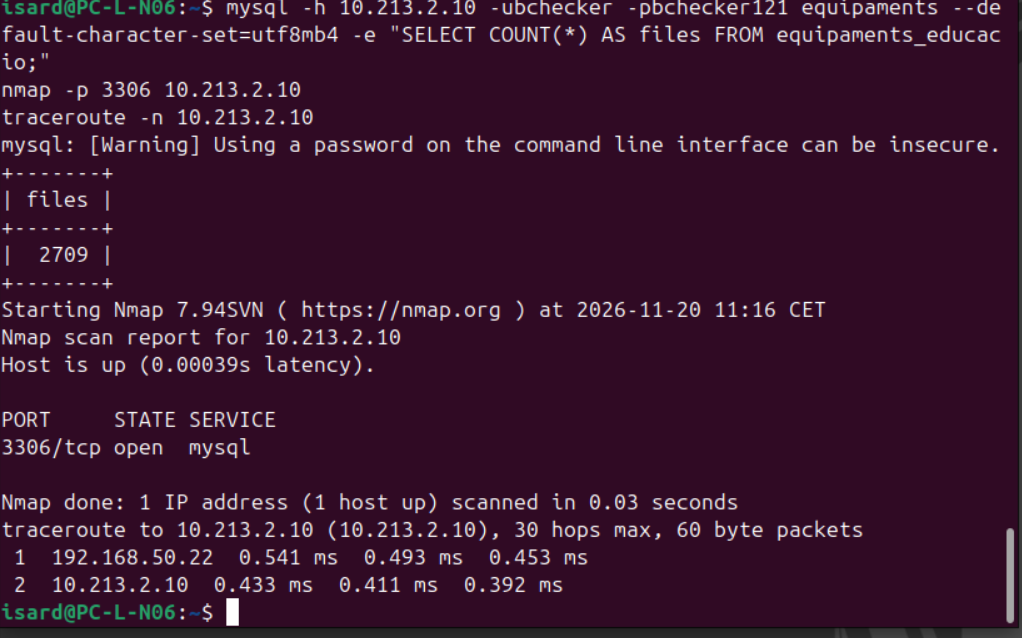 isard@PC-L-N06:~$ mysql -h 10.213.2.10 -ubchecker -pbchecker121 equipaments --de
fault-character-set=utf8mb4 -e "SELECT COUNT(*) AS files FROM equipaments_educac
io;"
nmap -p 3306 10.213.2.10
traceroute -n 10.213.2.10
mysql: [Warning] Using a password on the command line interface can be insecure.
+-------+
| files |
+-------+
|  2709 |
+-------+
Starting Nmap 7.94SVN ( https://nmap.org ) at 2026-11-20 11:16 CET
Nmap scan report for 10.213.2.10
Host is up (0.00039s latency).

PORT     STATE SERVICE
3306/tcp open  mysql

Nmap done: 1 IP address (1 host up) scanned in 0.03 seconds
traceroute to 10.213.2.10 (10.213.2.10), 30 hops max, 60 byte packets
 1  192.168.50.22  0.541 ms  0.493 ms  0.453 ms
 2  10.213.2.10  0.433 ms  0.411 ms  0.392 ms
isard@PC-L-N06:~$